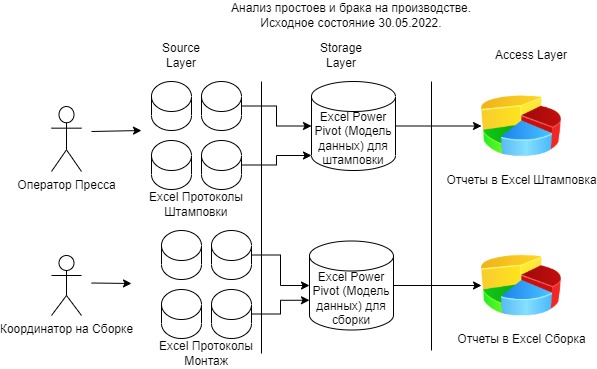 Анализ простоев и брака на производстве.
Исходное состояние 30.05.2022.
Source
Layer
Storage
Layer
Access Layer
Оператор Пресса
Excel Протоколы
Штамповки
Excel Power
Pivot (Модель
данных) для
штамповки
Отчеты в Excel Штамповка
Координатор на Сборке
Excel Протоколы
Монтаж
Excel Power
Pivot (Модель
данных) для
сборки
Отчеты в Excel Сборка